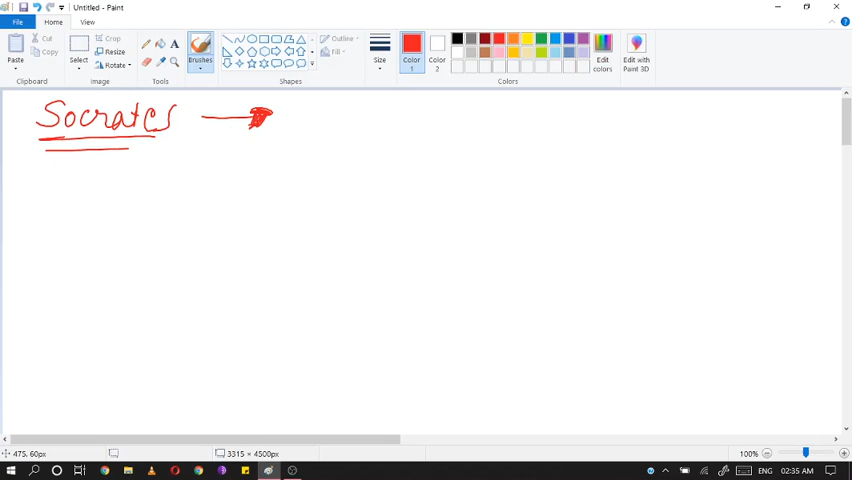 Untitled - Paint
File Home View
Paste Cut Copy Select Crop Resize Rotate Brushes Outline Fill Size Color 1 Color 2 Edit colors Edit with Paint 3D
Clipboard Image Tools Shapes Colors
Socrates
475, 60px 3315 × 4500px 100%
ENG 02:35 AM